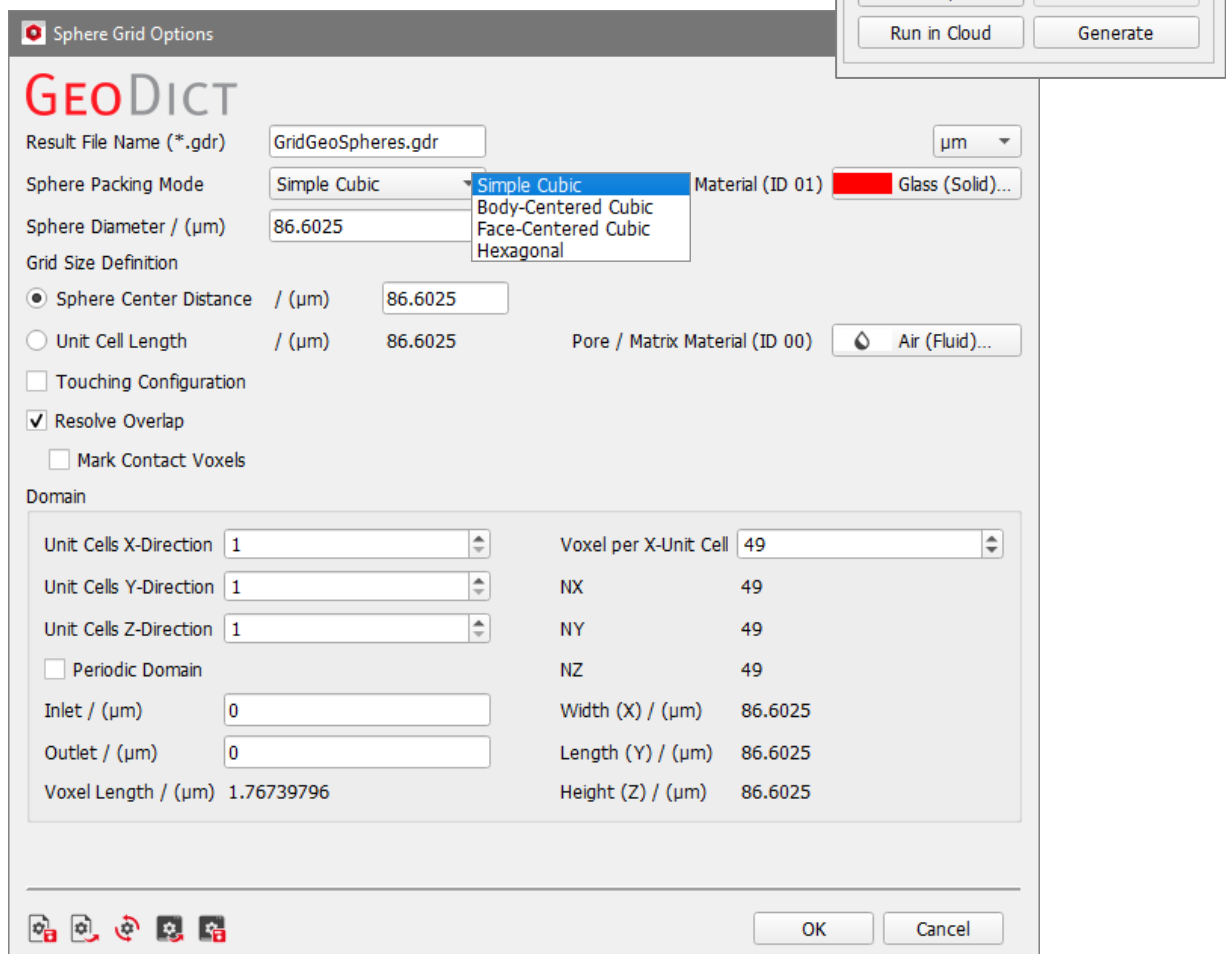 Run in Cloud Generate
Sphere Grid Options
GEODICT
Result File Name (*.gdr) GridGeoSpheres.gdr µm
Sphere Packing Mode Simple Cubic Simple Cubic Material (ID 01) Glass (Solid)...
Body-Centered Cubic
Sphere Diameter / (µm) 86.6025 Face-Centered Cubic
Hexagonal
Grid Size Definition
Sphere Center Distance / (µm) 86.6025
Unit Cell Length / (µm) 86.6025 Pore / Matrix Material (ID 00) Air (Fluid)...
Touching Configuration
Resolve Overlap
Mark Contact Voxels
Domain
Unit Cells X-Direction 1 Voxel per X-Unit Cell 49
Unit Cells Y-Direction 1 NX 49
Unit Cells Z-Direction 1 NY 49
Periodic Domain NZ 49
Inlet / (µm) 0 Width (X) / (µm) 86.6025
Outlet / (µm) 0 Length (Y) / (µm) 86.6025
Voxel Length / (µm) 1.76739796 Height (Z) / (µm) 86.6025
OK Cancel